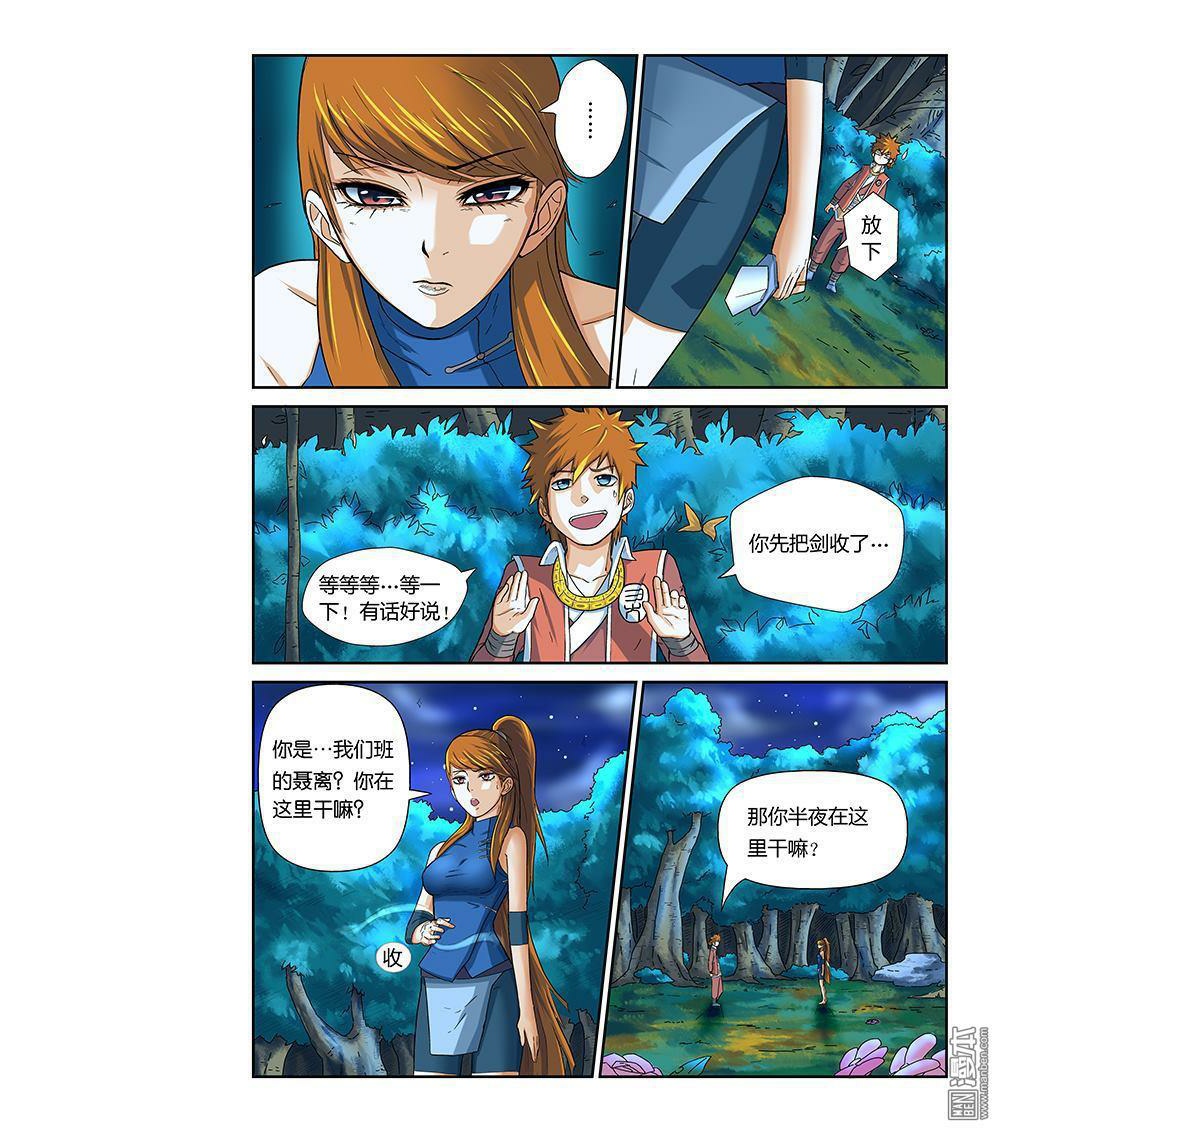 ……
放
下
等等等…等一
下！有话好说！
你先把剑收了…
你是…我们班
的聂离？你在
这里干嘛？
收
那你半夜在这
里干嘛？
MAN
BEN
漫本
www.manben.com